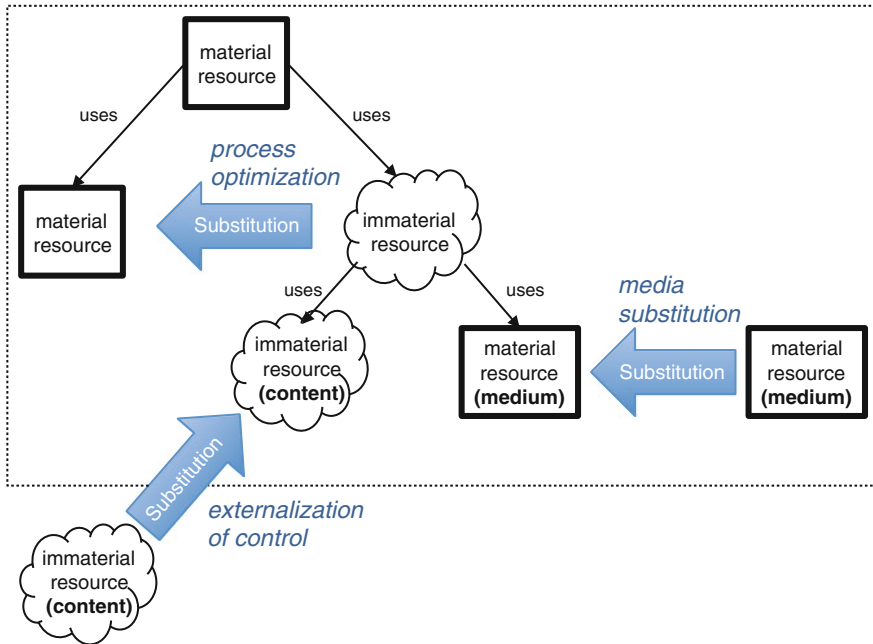 material
resource
uses
uses
process
optimization
material
resource
Substitution
immaterial
resource
uses
uses
media
substitution
immaterial
resource
(content)
material
resource
(medium)
Substitution
material
resource
(medium)
Substitution
externalization
of control
immaterial
resource
(content)